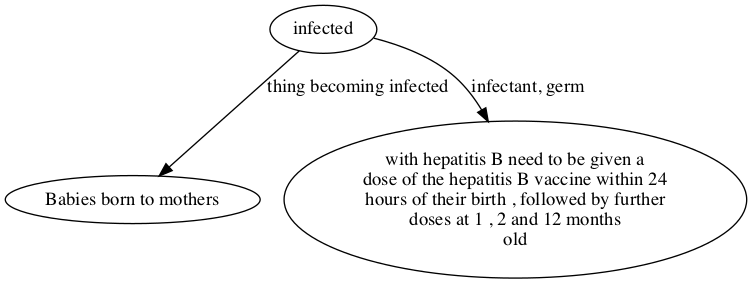 infected
thing becoming infected
infectant, germ
Babies born to mothers
with hepatitis B need to be given a
dose of the hepatitis B vaccine within 24
hours of their birth , followed by further
doses at 1 , 2 and 12 months
old